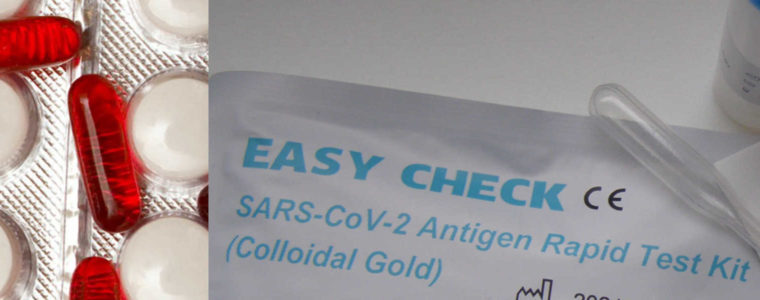 EASY CHECK CE
SARS-CoV-2 Antigen Rapid Test Kit
(Colloidal Gold)